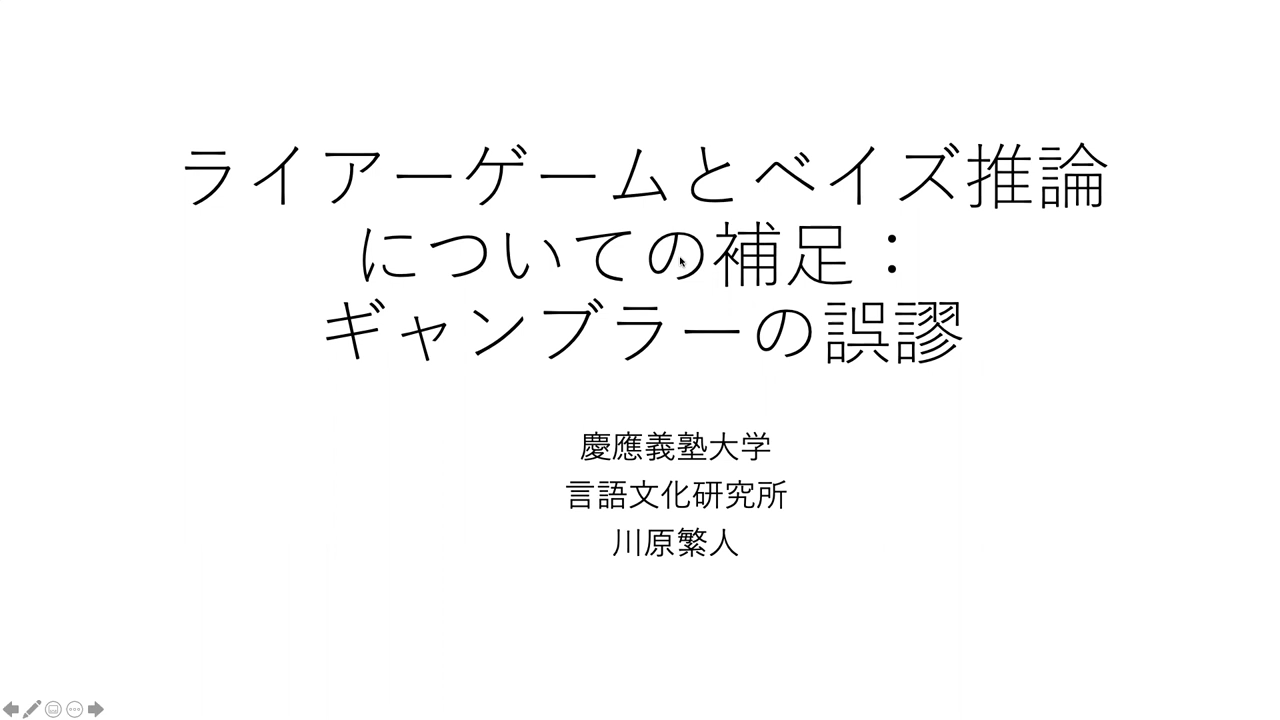 ライアーゲームとベイズ推論
についての補足：
ギャンブラーの誤謬
慶應義塾大学
言語文化研究所
川原繁人